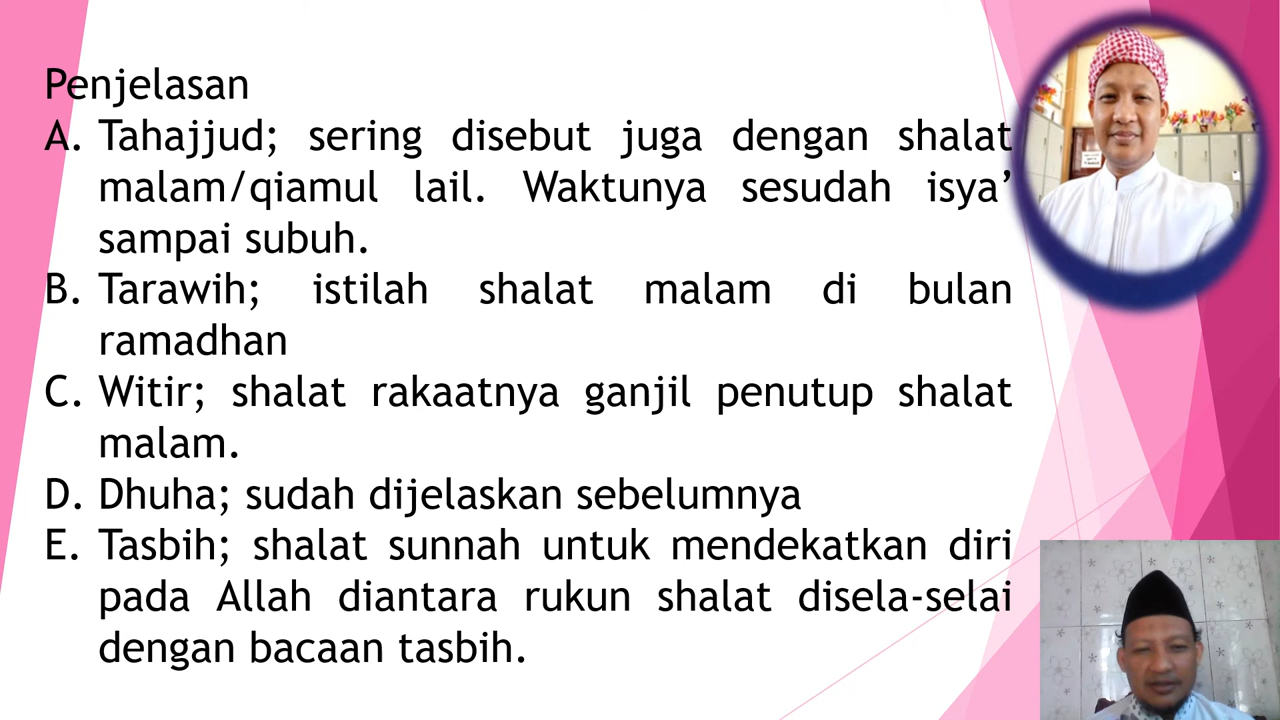 Penjelasan
A. Tahajjud; sering disebut juga dengan shalat
malam/qiamul lail. Waktunya sesudah isya’
sampai subuh.
B. Tarawih; istilah shalat malam di bulan
ramadhan
C. Witir; shalat rakaatnya ganjil penutup shalat
malam.
D. Dhuha; sudah dijelaskan sebelumnya
E. Tasbih; shalat sunnah untuk mendekatkan diri
pada Allah diantara rukun shalat disela-selai
dengan bacaan tasbih.